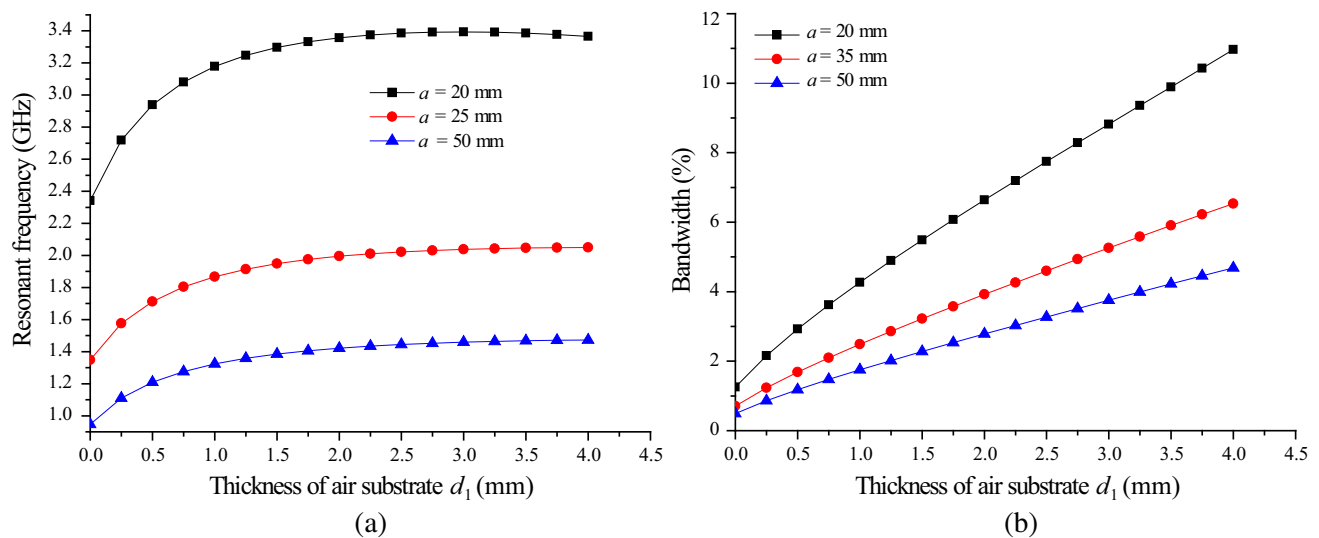 3.4
3.2
3.0
2.8
2.6
2.4
2.2
2.0
1.8
1.6
1.4
1.2
1.0
Resonant frequency (GHz)
a = 20 mm
a = 25 mm
a = 50 mm
0.0 0.5 1.0 1.5 2.0 2.5 3.0 3.5 4.0 4.5
Thickness of air substrate d₁ (mm)
(a)
12
10
8
6
4
2
0
Bandwidth (%)
a = 20 mm
a = 35 mm
a = 50 mm
0.0 0.5 1.0 1.5 2.0 2.5 3.0 3.5 4.0 4.5
Thickness of air substrate d₁ (mm)
(b)